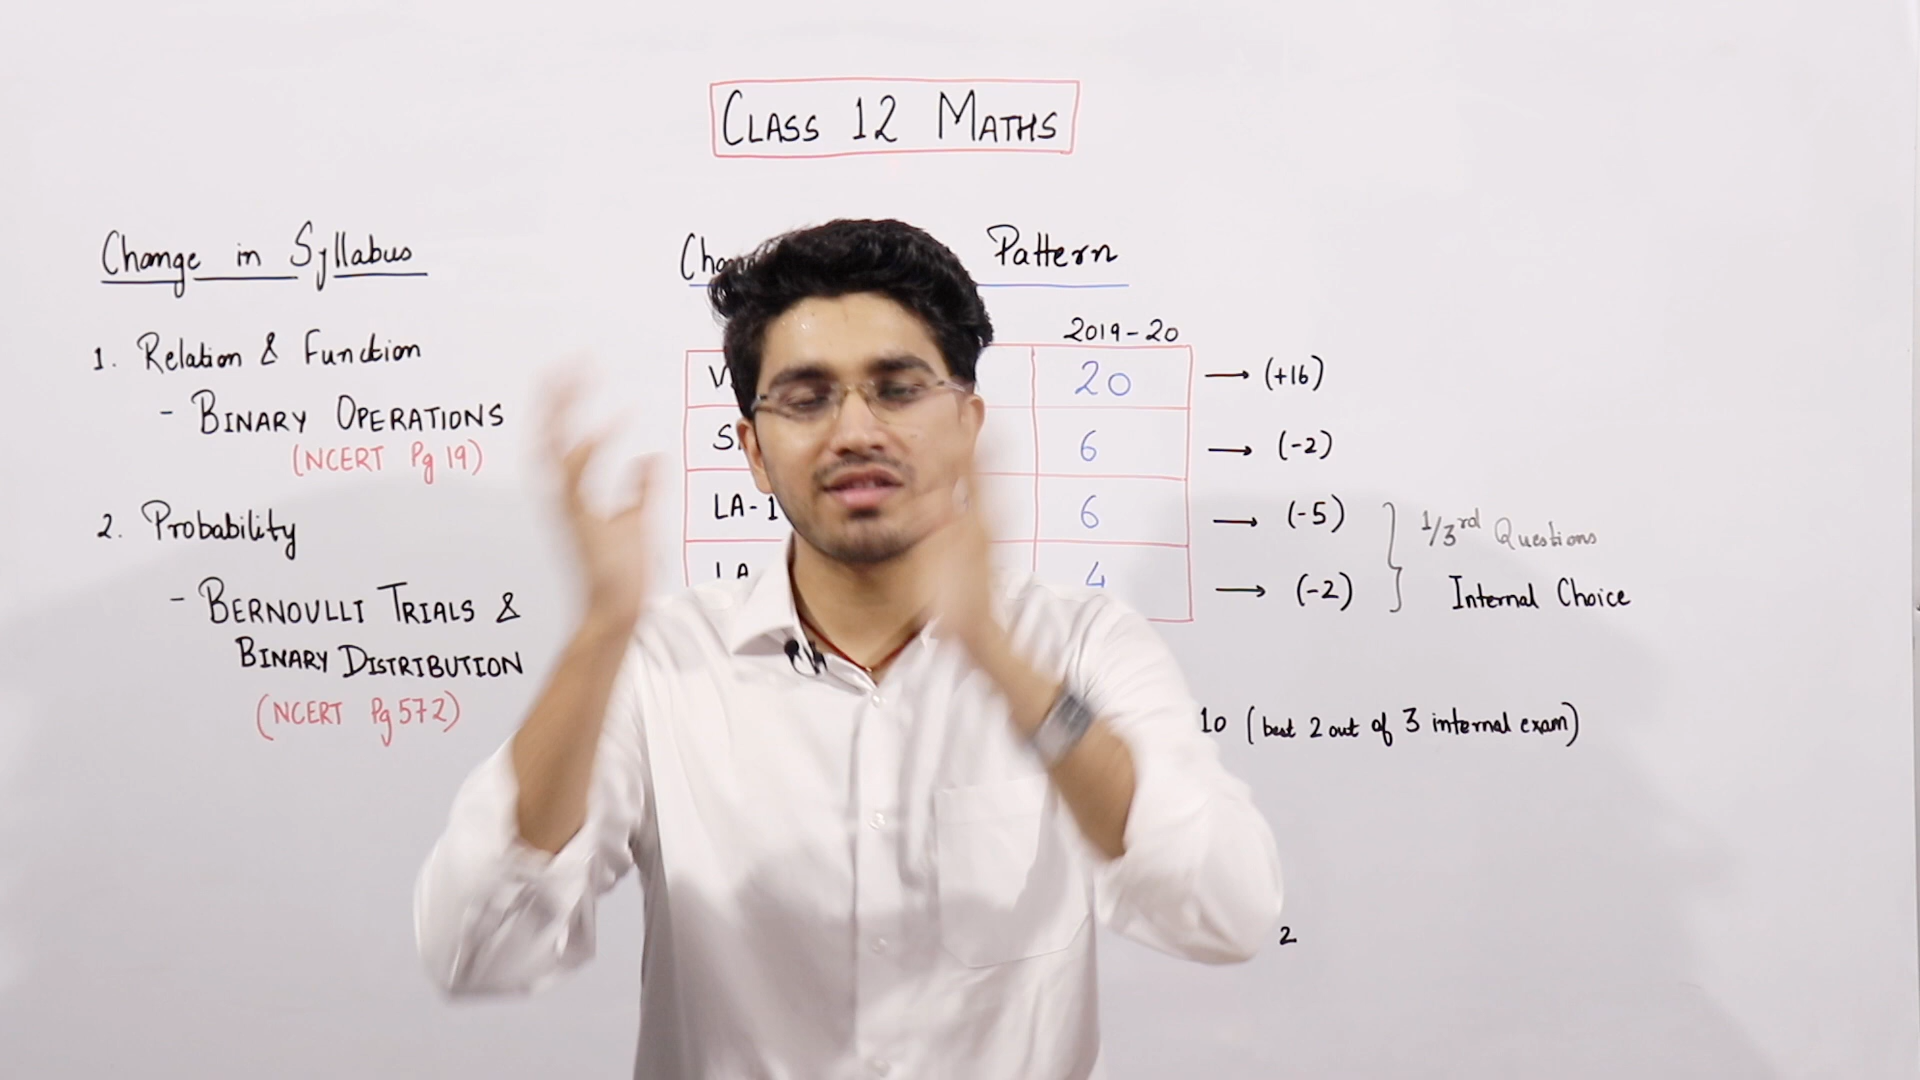 CLASS 12 MATHS
Change in Syllabus
1. Relation & Function
- BINARY OPERATIONS
(NCERT Pg 19)
2. Probability
- BERNOULLI TRIALS &
BINARY DISTRIBUTION
(NCERT Pg 572)
Pattern
2019-20
20 → (+16)
6 → (-2)
LA-1 6 → (-5)
LA 4 → (-2)
1/3rd Questions
Internal Choice
10 (best 2 out of 3 internal exam)
2